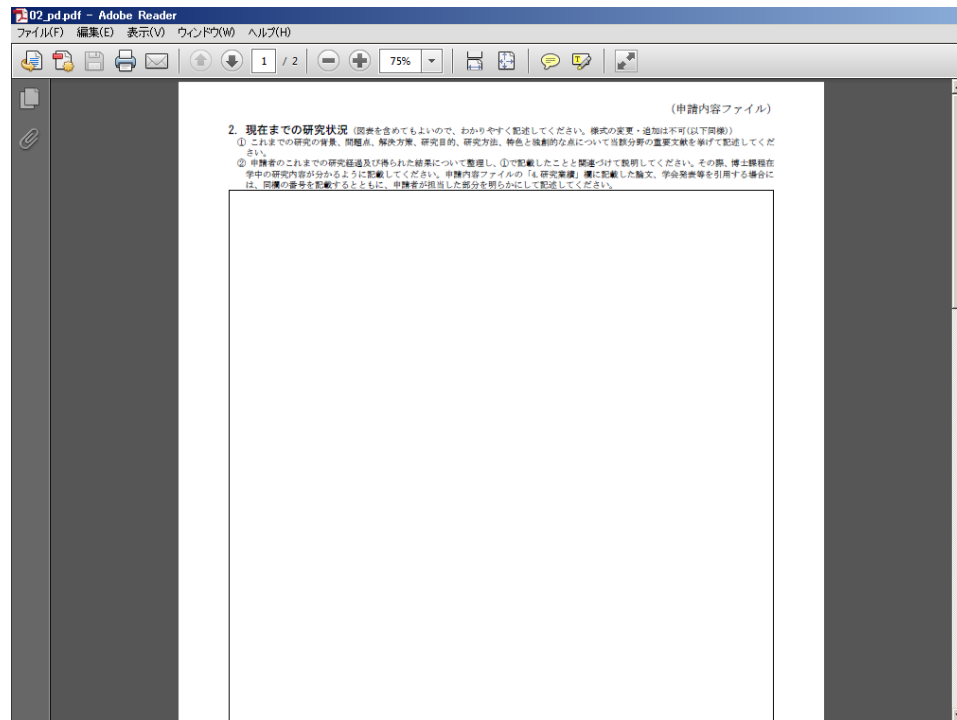 02_pd.pdf - Adobe Reader
ファイル(F) 編集(E) 表示(V) ウィンドウ(W) ヘルプ(H)
1 / 2 75%
(申請内容ファイル)
2. 現在までの研究状況 (図表を含めてもよいので、わかりやすく記述してください。様式の変更・追加は不可(以下同様))
① これまでの研究の背景、問題点、解決方策、研究目的、研究方法、特色と独創的な点について当該分野の重要文献を挙げて記述してくだ
さい。
② 申請者のこれまでの研究経過及び得られた結果について整理し、①で記載したことと関連づけて説明してください。その際、博士課程在
学中の研究内容が分かるように記載してください。申請内容ファイルの「4. 研究業績」欄に記載した論文、学会発表等を引用する場合に
は、同欄の番号を記載するとともに、申請者が担当した部分を明らかにして記述してください。